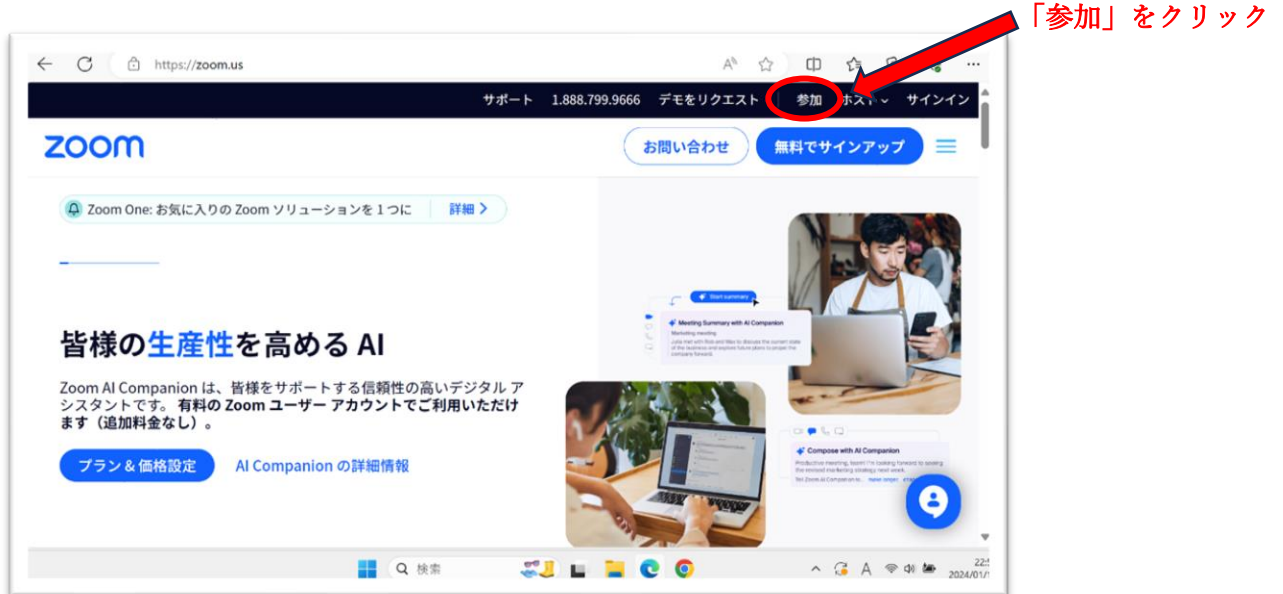 「参加」をクリック
https://zoom.us
サポート 1.888.799.9666 デモをリクエスト 参加 ホスト サインイン
zoom
お問い合わせ
無料でサインアップ
Zoom One: お気に入りの Zoom ソリューションを 1 つに 詳細
皆様の生産性を高める AI
Zoom AI Companion は、皆様をサポートする信頼性の高いデジタル ア
シスタントです。有料の Zoom ユーザー アカウントでご利用いただけ
ます（追加料金なし）。
プラン & 価格設定
AI Companion の詳細情報
Start summary
Meeting Summary with AI Companion
Marketing meeting
Compose with AI Companion
検索
A